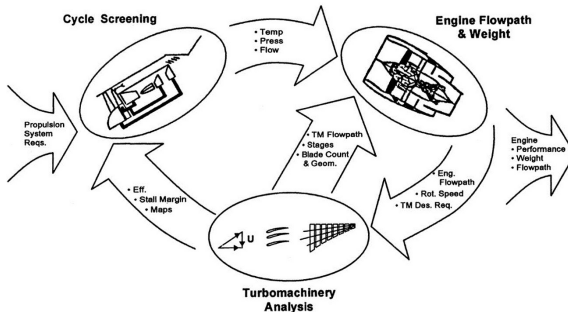 Cycle Screening
Engine Flowpath
& Weight
• Temp
• Press
• Flow
Propulsion
System
Reqs.
• TM Flowpath
• Stages
• Blade Count
& Geom.
Engine
• Performance
• Weight
• Flowpath
• Eng.
Flowpath
• Rot. Speed
• TM Des. Req.
• Eff.
• Stall Margin
• Maps
U
Turbomachinery
Analysis